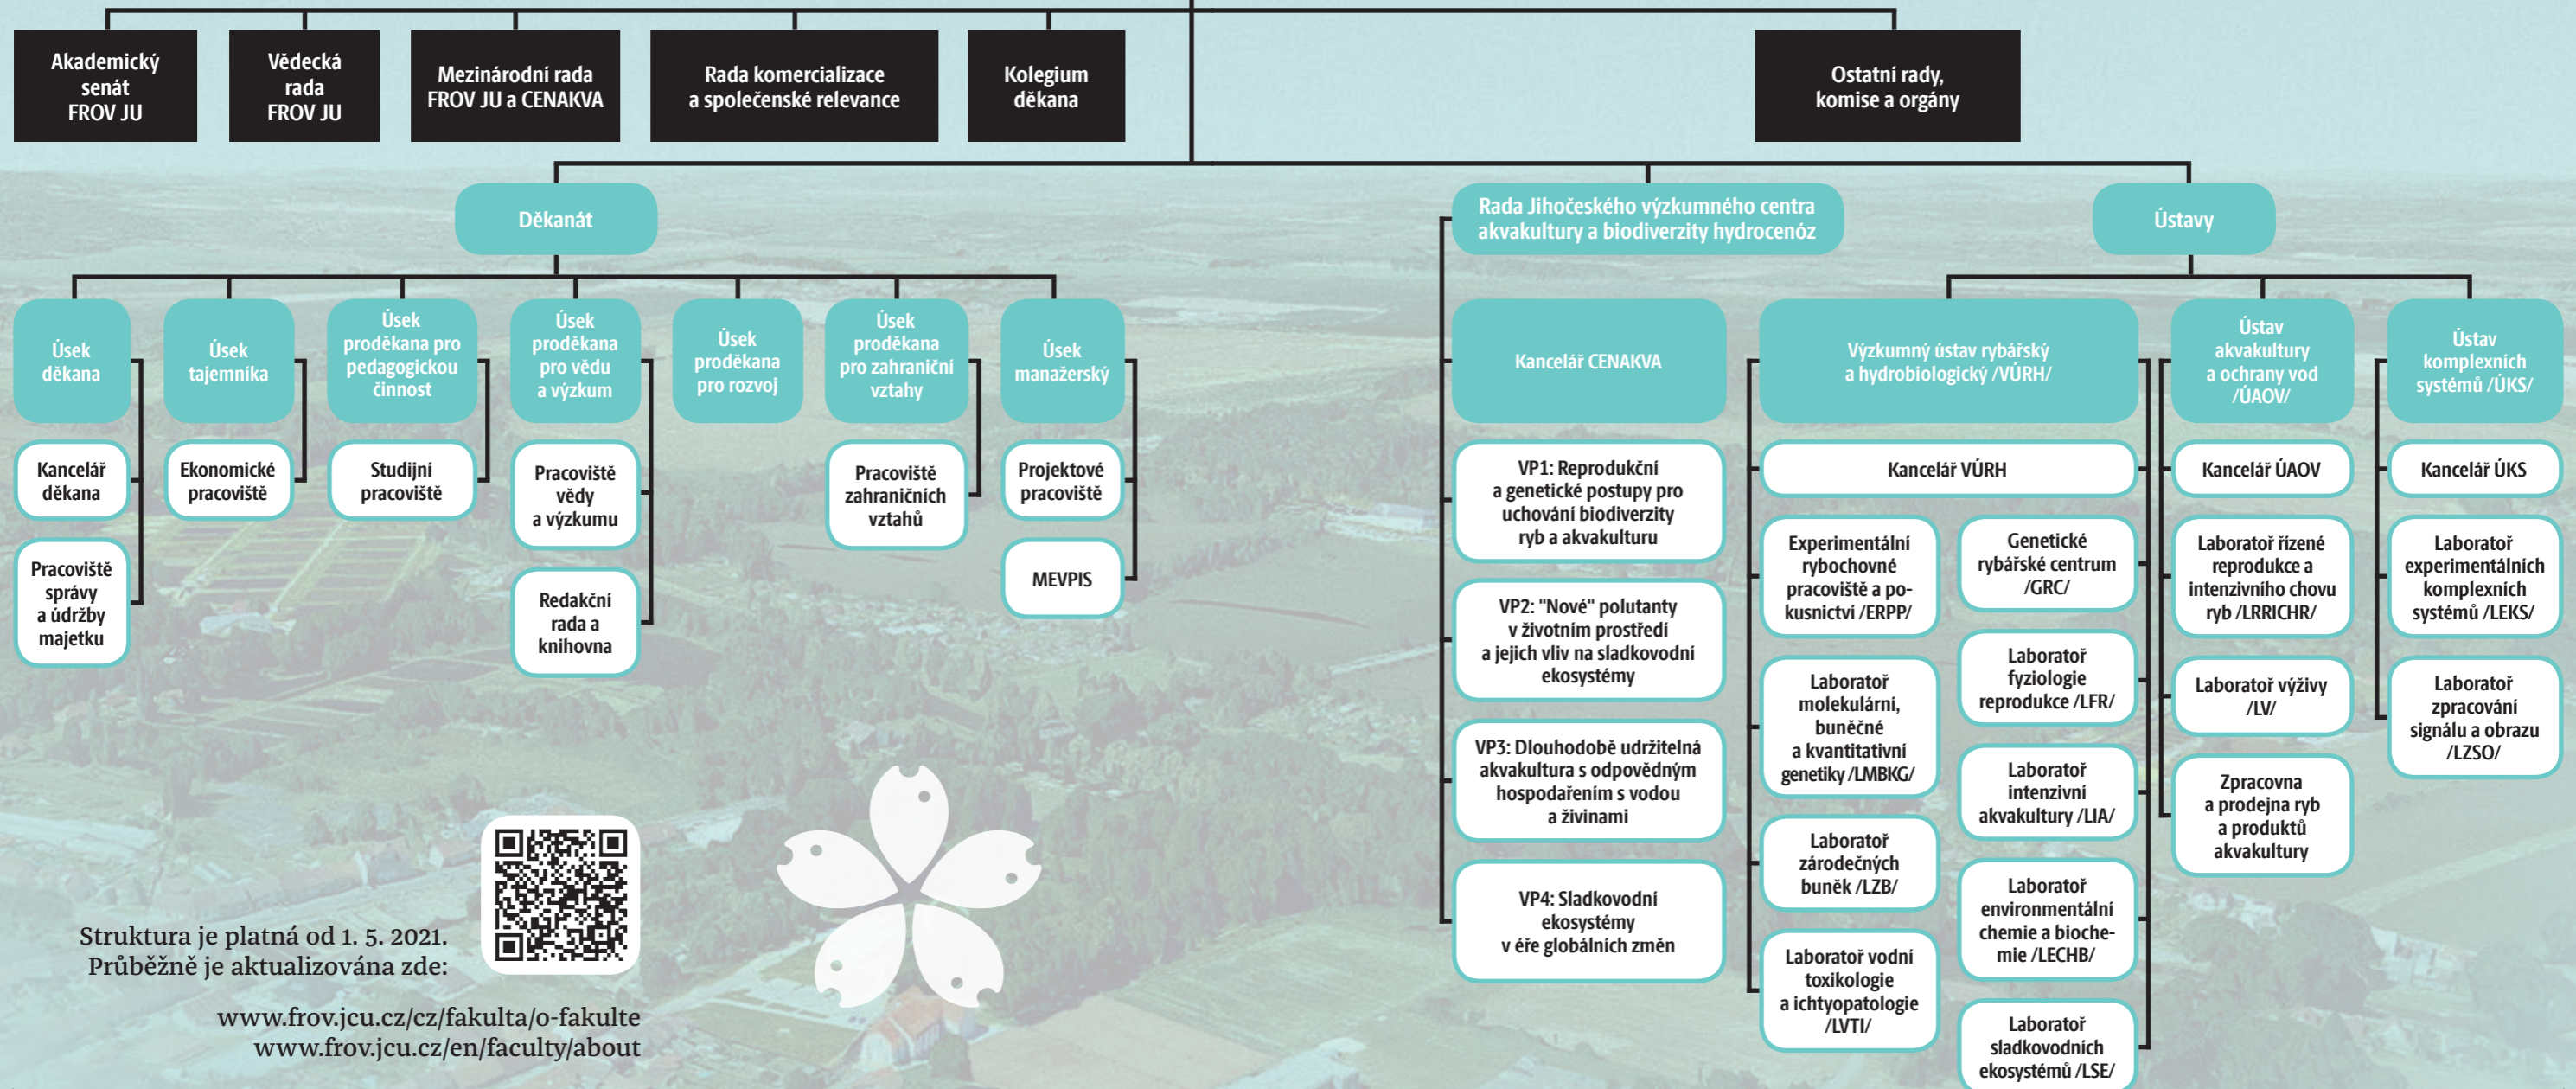 Akademický
senát
FROV JU
Vědecká
rada
FROV JU
Mezinárodní rada
FROV JU a CENAKVA
Rada komercializace
a společenské relevance
Kolegium
děkana
Ostatní rady,
komise a orgány
Děkanát
Rada Jihočeského výzkumného centra
akvakultury a biodiverzity hydrocenóz
Ústavy
Úsek
děkana
Úsek
tajemníka
Úsek
proděkana pro
pedagogickou
činnost
Úsek
proděkana
pro vědu
a výzkum
Úsek
proděkana
pro rozvoj
Úsek
proděkana
pro zahraniční
vztahy
Úsek
manažerský
Kancelář CENAKVA
Výzkumný ústav rybářský
a hydrobiologický /VÚRH/
Ústav
akvakultury
a ochrany vod
/ÚAOV/
Ústav
komplexních
systémů /ÚKS/
Kancelář
děkana
Pracoviště
správy
a údržby
majetku
Ekonomické
pracoviště
Studijní
pracoviště
Pracoviště
vědy
a výzkumu
Redakční
rada a
knihovna
Pracoviště
zahraničních
vztahů
Projektové
pracoviště
MEVPIS
VP1: Reprodukční
a genetické postupy pro
uchování biodiverzity
ryb a akvakulturu
VP2: "Nové" polutanty
v životním prostředí
a jejich vliv na sladkovodní
ekosystémy
VP3: Dlouhodobě udržitelná
akvakultura s odpovědným
hospodařením s vodou
a živinami
VP4: Sladkovodní
ekosystémy
v éře globálních změn
Kancelář VÚRH
Experimentální
rybochovné
pracoviště a po-
kusnictví /ERPP/
Laboratoř
molekulární,
buněčné
a kvantitativní
genetiky /LMBKG/
Laboratoř
zárodečných
buněk /LZB/
Laboratoř vodní
toxikologie
a ichtyopatologie
/LVTI/
Genetické
rybářské centrum
/GRC/
Laboratoř
fyziologie
reprodukce /LFR/
Laboratoř
intenzivní
akvakultury /LIA/
Laboratoř
environmentální
chemie a bioche-
mie /LECHB/
Laboratoř
sladkovodních
ekosystémů /LSE/
Kancelář ÚAOV
Laboratoř řízené
reprodukce a
intenzivního chovu
ryb /LRRICHR/
Laboratoř výživy
/LV/
Zpracovna
a prodejna ryb
a produktů
akvakultury
Kancelář ÚKS
Laboratoř
experimentálních
komplexních
systémů /LEKS/
Laboratoř
zpracování
signálu a obrazu
/LZSO/
Struktura je platná od 1. 5. 2021.
Průběžně je aktualizována zde:
www.frov.jcu.cz/cz/fakulta/o-fakulte
www.frov.jcu.cz/en/faculty/about